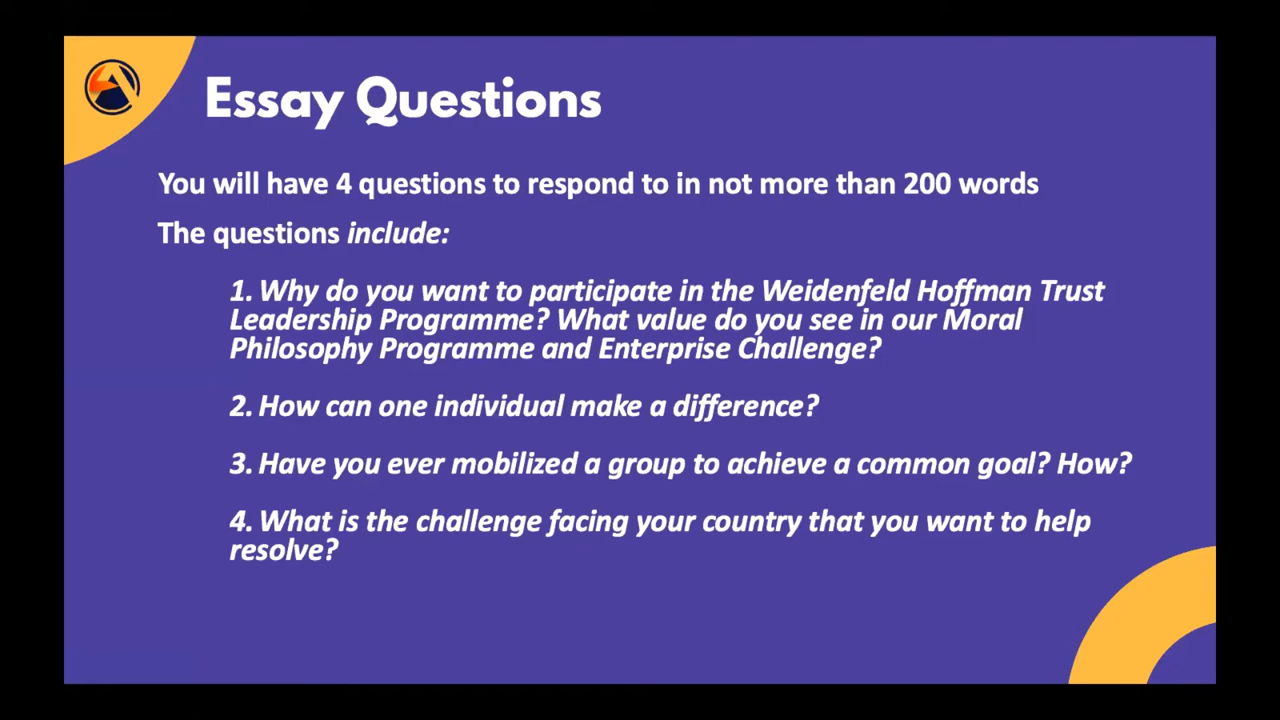 Essay Questions
You will have 4 questions to respond to in not more than 200 words
The questions include:
1. Why do you want to participate in the Weidenfeld Hoffman Trust
Leadership Programme? What value do you see in our Moral
Philosophy Programme and Enterprise Challenge?
2. How can one individual make a difference?
3. Have you ever mobilized a group to achieve a common goal? How?
4. What is the challenge facing your country that you want to help
resolve?